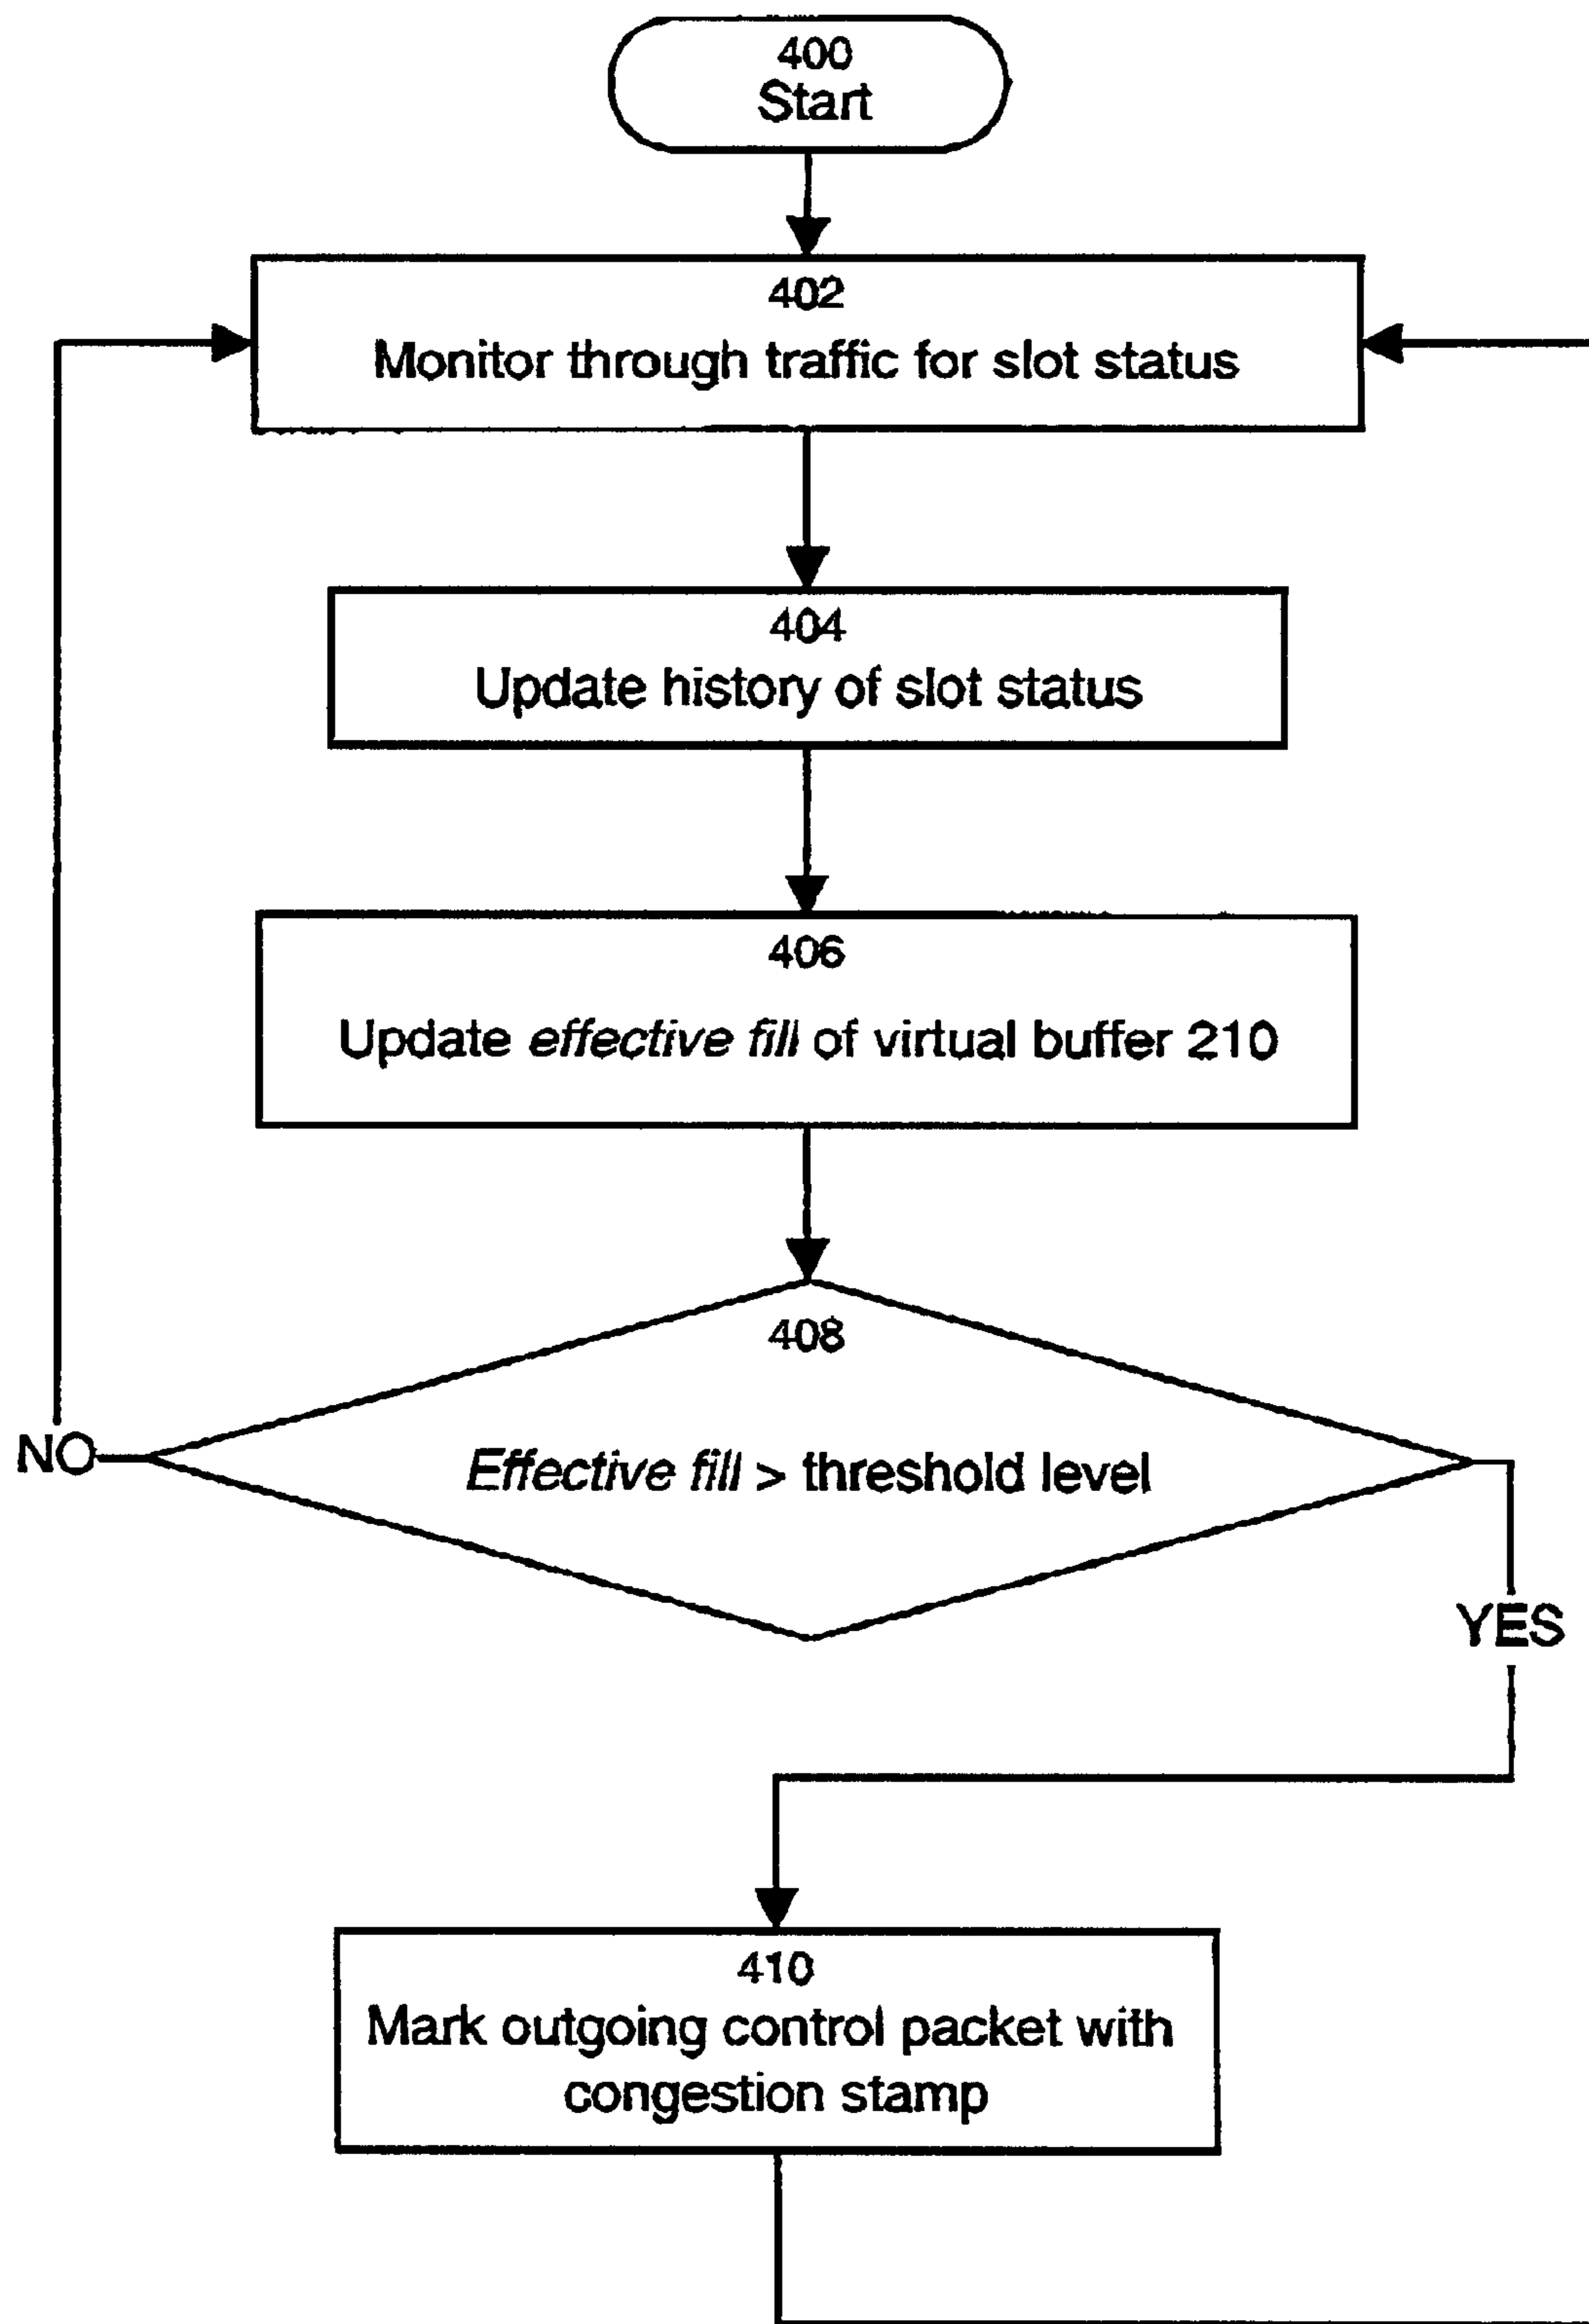 400
Start
402
Monitor through traffic for slot status
404
Update history of slot status
406
Update effective fill of virtual buffer 210
408
Effective fill > threshold level
NO
YES
410
Mark outgoing control packet with
congestion stamp